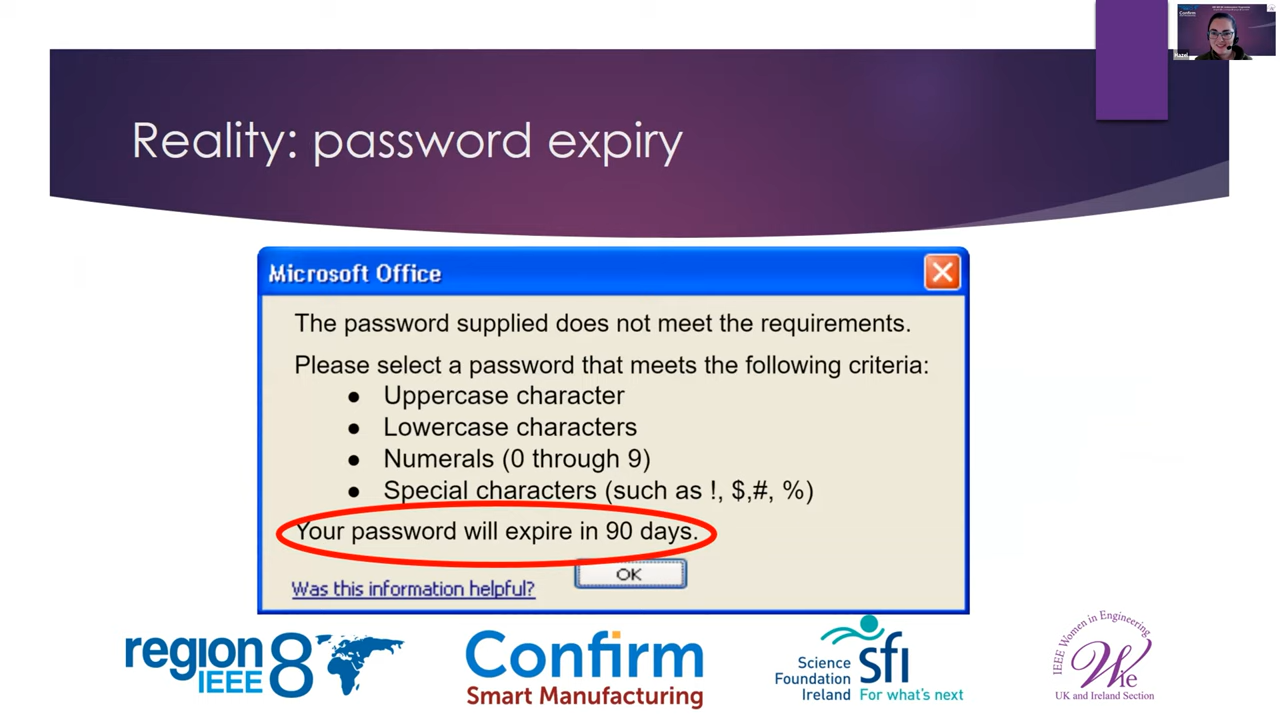 Confirm
Hazel
Reality: password expiry
Microsoft Office
The password supplied does not meet the requirements.
Please select a password that meets the following criteria:
● Uppercase character
● Lowercase characters
● Numerals (0 through 9)
● Special characters (such as !, $,#, %)
Your password will expire in 90 days.
OK
Was this information helpful?
region 8
IEEE
Confirm
Smart Manufacturing
Science
Foundation
Ireland
sfi
For what's next
IEEE Women in Engineering
WIE
UK and Ireland Section